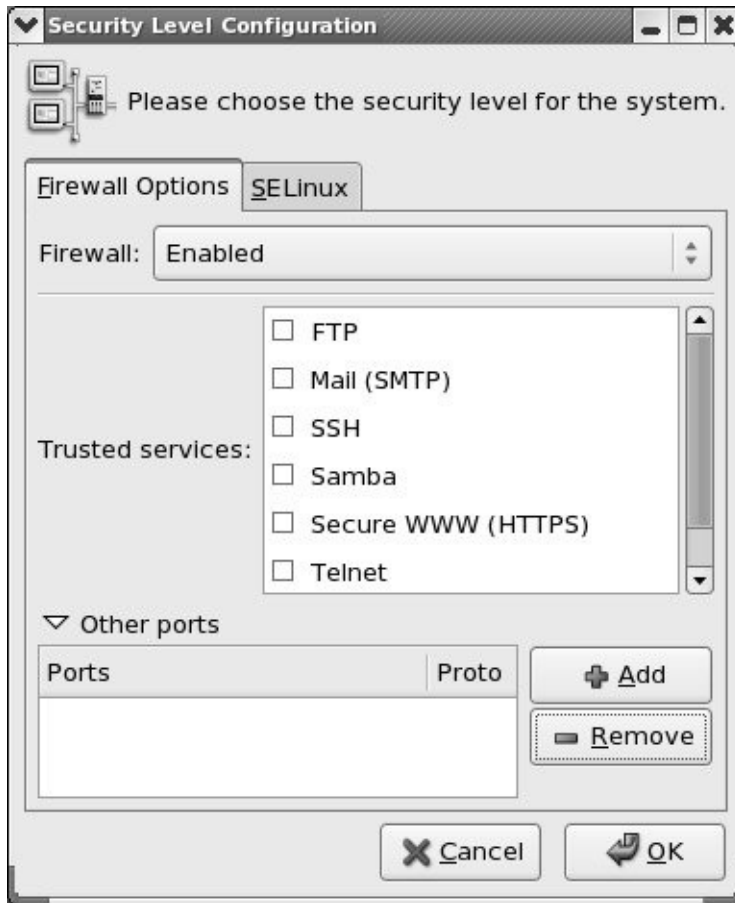 Security Level Configuration
Please choose the security level for the system.
Firewall Options
SELinux
Firewall: Enabled
Trusted services:
FTP
Mail (SMTP)
SSH
Samba
Secure WWW (HTTPS)
Telnet
Other ports
Ports Proto
Add
Remove
Cancel
OK